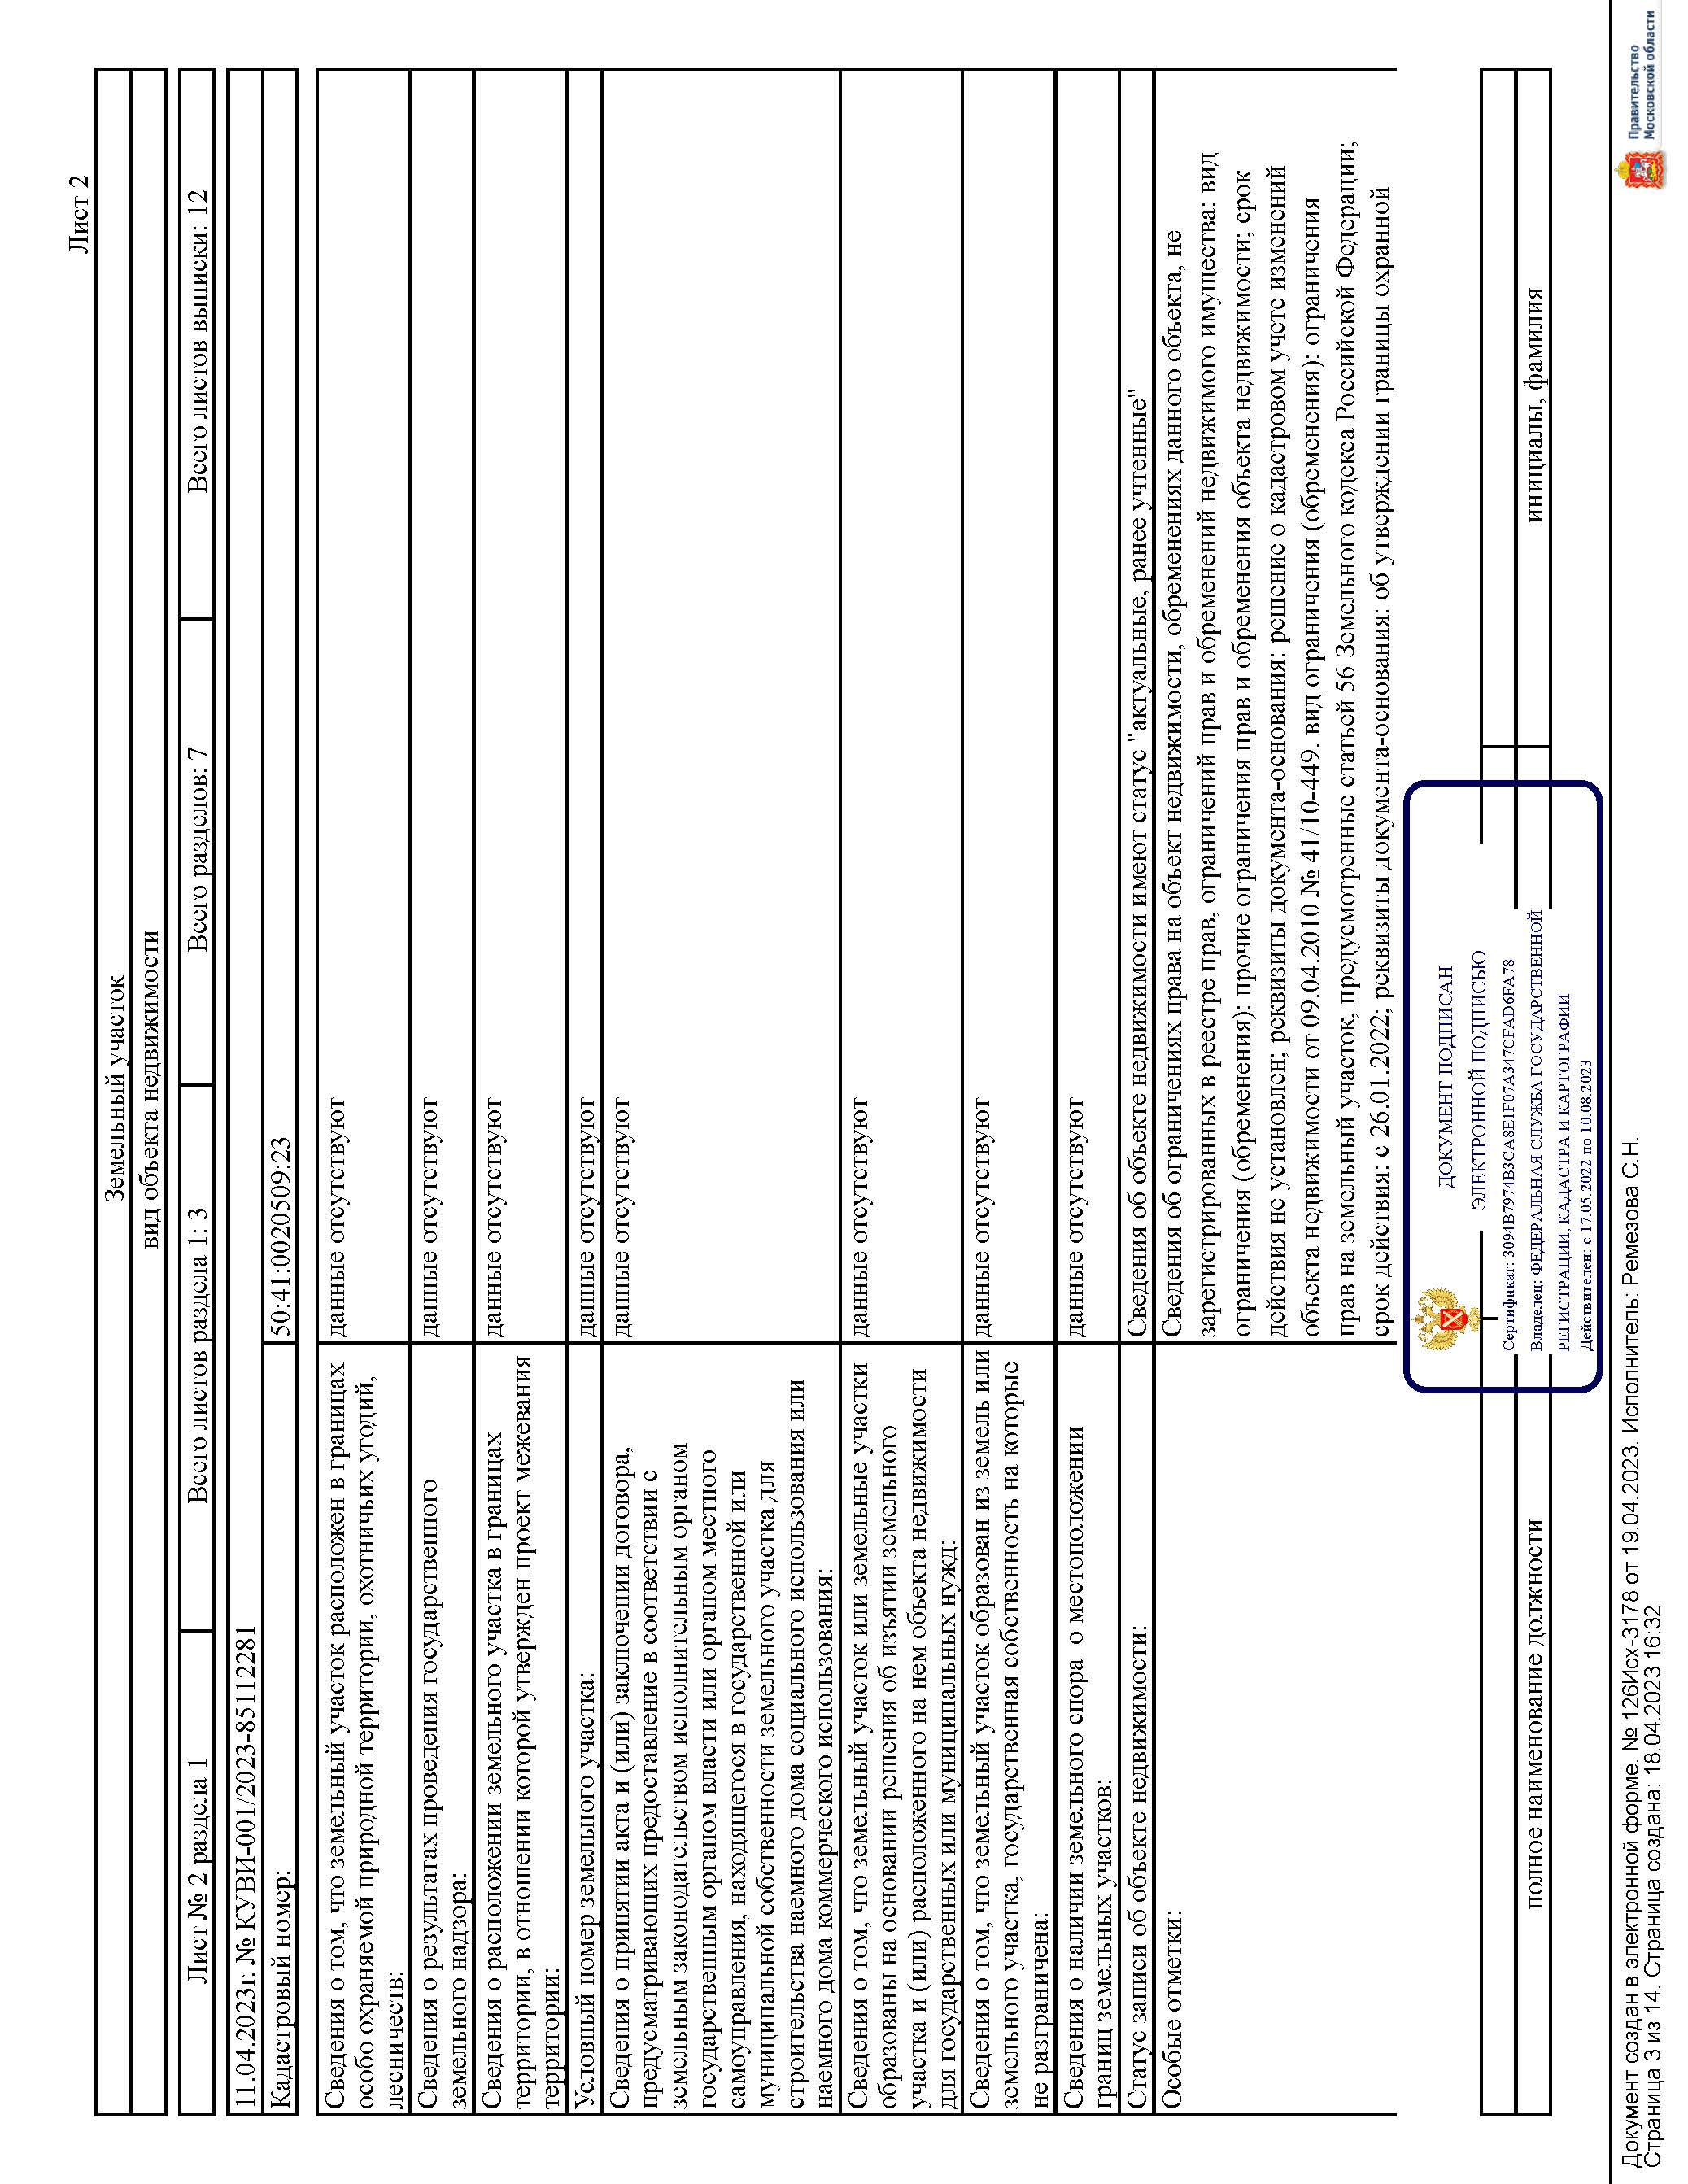 Лист 2
Земельный участок
вид объекта недвижимости
Лист № 2 раздела 1 Всего листов раздела 1: 3 Всего разделов: 7 Всего листов выписки: 12
11.04.2023г. № КУВИ-001/2023-85112281
Кадастровый номер: 50:41:0020509:23
Сведения о том, что земельный участок расположен в границах данные отсутствуют
особо охраняемой природной территории, охотничьих угодий,
лесничеств:
Сведения о результатах проведения государственного данные отсутствуют
земельного надзора:
Сведения о расположении земельного участка в границах данные отсутствуют
территории, в отношении которой утвержден проект межевания
территории:
Условный номер земельного участка: данные отсутствуют
Сведения о принятии акта и (или) заключении договора, данные отсутствуют
предусматривающих предоставление в соответствии с
земельным законодательством исполнительным органом
государственным органом власти или органом местного
самоуправления, находящегося в государственной или
муниципальной собственности земельного участка для
строительства наемного дома социального использования или
наемного дома коммерческого использования:
Сведения о том, что земельный участок или земельные участки данные отсутствуют
образованы на основании решения об изъятии земельного
участка и (или) расположенного на нем объекта недвижимости
для государственных или муниципальных нужд:
Сведения о том, что земельный участок образован из земель или данные отсутствуют
земельного участка, государственная собственность на которые
не разграничена:
Сведения о наличии земельного спора о местоположении данные отсутствуют
границ земельных участков:
Статус записи об объекте недвижимости: Сведения об объекте недвижимости имеют статус "актуальные, ранее учтенные"
Особые отметки: Сведения об ограничениях права на объект недвижимости, обременениях данного объекта, не
зарегистрированных в реестре прав, ограничений прав и обременений недвижимого имущества: вид
ограничения (обременения): прочие ограничения прав и обременения объекта недвижимости; срок
действия не установлен; реквизиты документа-основания: решение о кадастровом учете изменений
объекта недвижимости от 09.04.2010 № 41/10-449. вид ограничения (обременения): ограничения
прав на земельный участок, предусмотренные статьей 56 Земельного кодекса Российской Федерации;
срок действия: с 26.01.2022; реквизиты документа-основания: об утверждении границы охранной
ДОКУМЕНТ ПОДПИСАН
ЭЛЕКТРОННОЙ ПОДПИСЬЮ
Сертификат: 3094B7974B3CA8E1F07A347CFAD6FA78
Владелец: ФЕДЕРАЛЬНАЯ СЛУЖБА ГОСУДАРСТВЕННОЙ
РЕГИСТРАЦИИ, КАДАСТРА И КАРТОГРАФИИ
Действителен: с 17.05.2022 по 10.08.2023
полное наименование должности инициалы, фамилия
Документ создан в электронной форме. № 126Исх-3178 от 19.04.2023. Исполнитель: Ремезова С.Н.
Страница 3 из 14. Страница создана: 18.04.2023 16:32
Правительство
Московской области